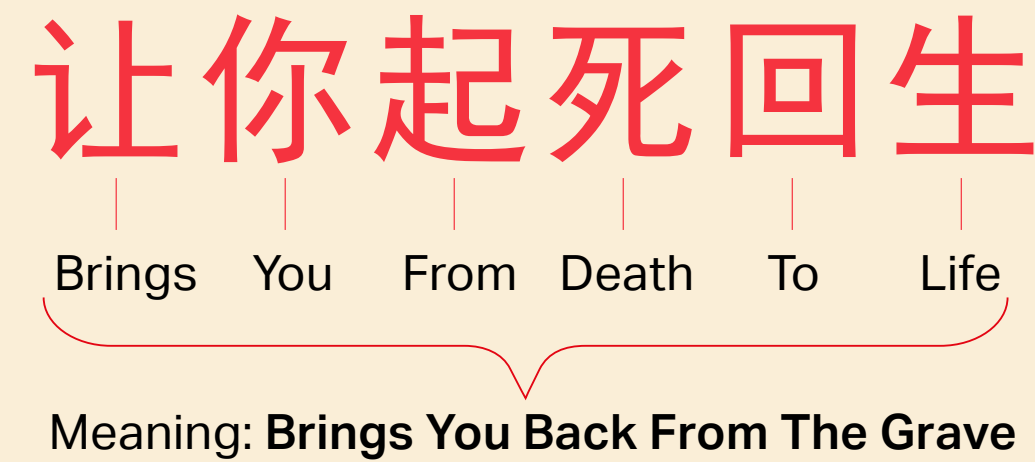 让你起死回生
Brings You From Death To Life
Meaning: Brings You Back From The Grave